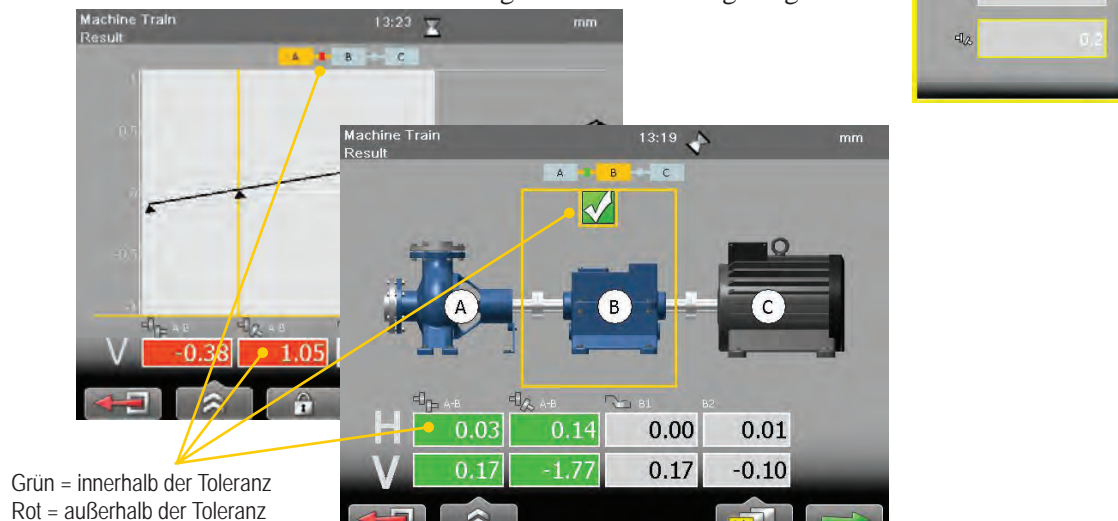 Machine Train 13:23 mm
Result
A B C
1
0.5
0
-0.5
A-B A-B
V -0.38 1.05
0.2
Machine Train 13:19 mm
Result
A B C
A B C
A-B A-B B1 B2
H 0.03 0.14 0.00 0.01
V 0.17 -1.77 0.17 -0.10
Grün = innerhalb der Toleranz
Rot = außerhalb der Toleranz